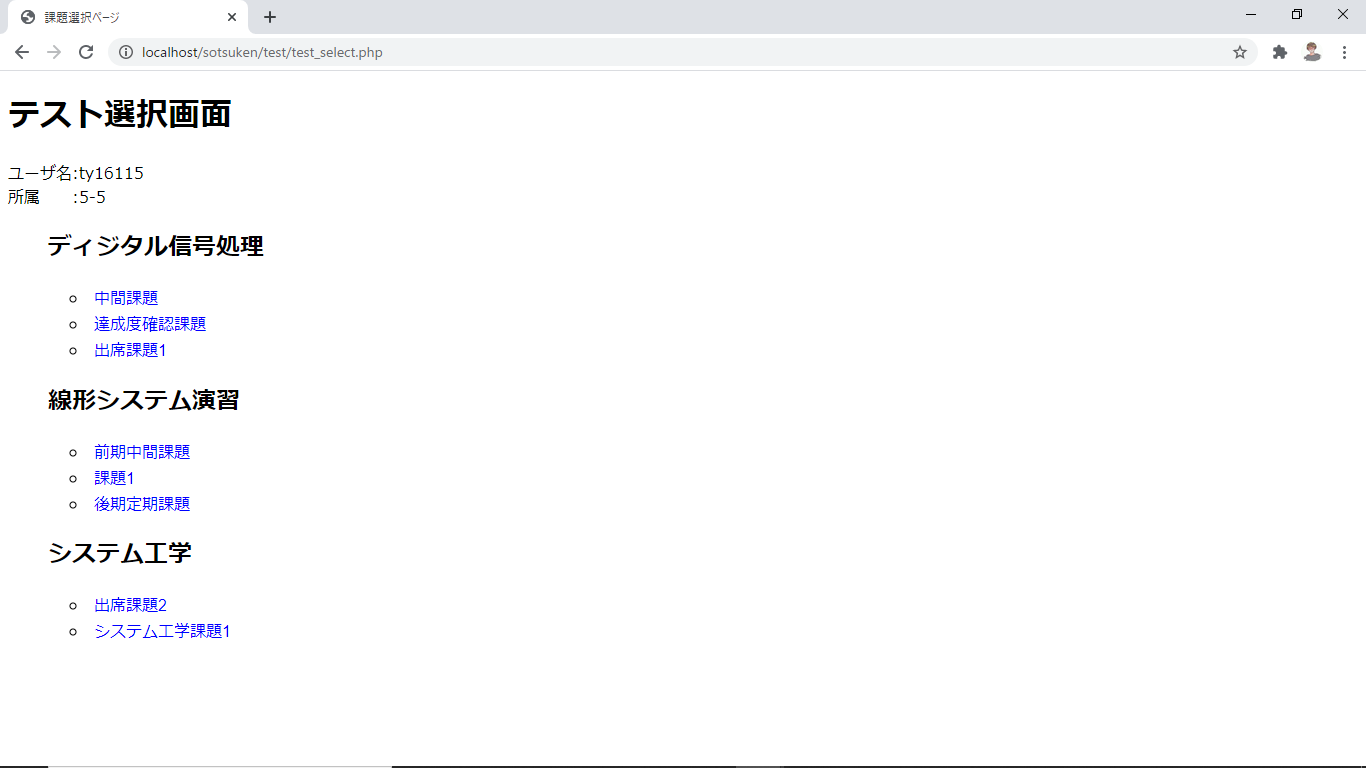 課題選択ページ
localhost/sotsuken/test/test_select.php
テスト選択画面
ユーザ名:ty16115
所属　　:5-5
ディジタル信号処理
中間課題
達成度確認課題
出席課題1
線形システム演習
前期中間課題
課題1
後期定期課題
システム工学
出席課題2
システム工学課題1